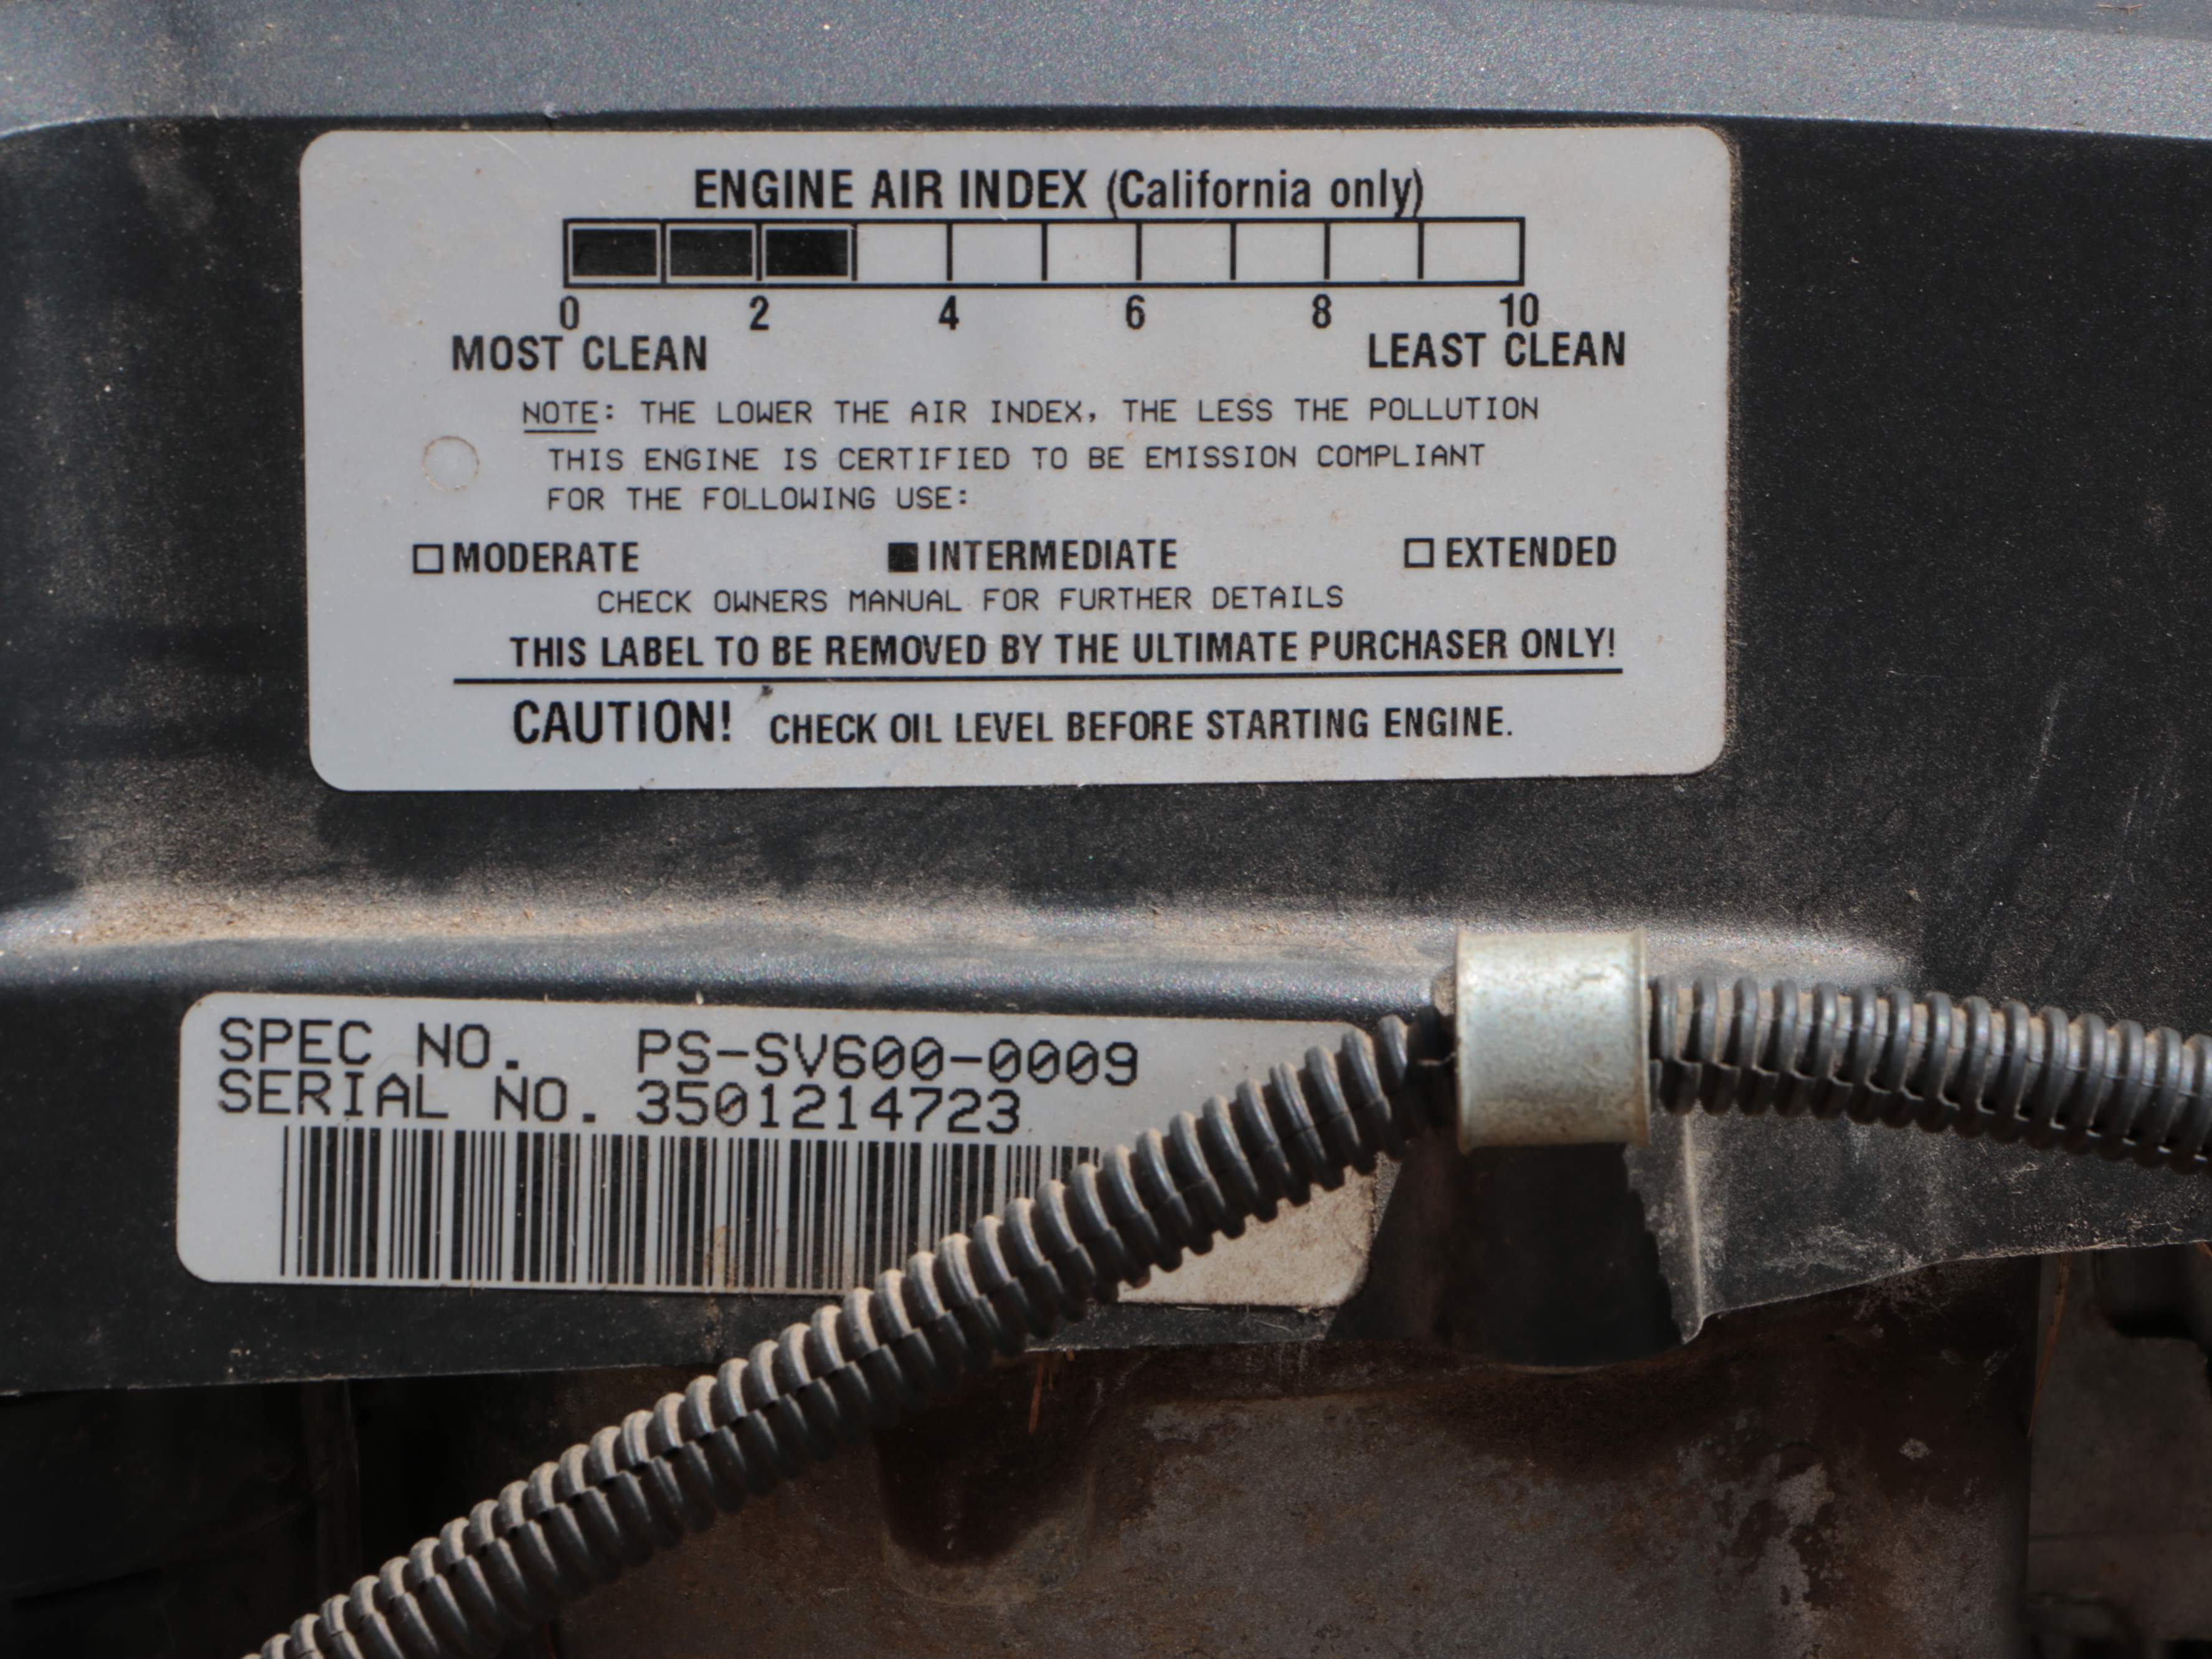 ENGINE AIR INDEX (California only)
0 2 4 6 8 10
MOST CLEAN LEAST CLEAN
NOTE: THE LOWER THE AIR INDEX, THE LESS THE POLLUTION
THIS ENGINE IS CERTIFIED TO BE EMISSION COMPLIANT
FOR THE FOLLOWING USE:
MODERATE INTERMEDIATE EXTENDED
CHECK OWNERS MANUAL FOR FURTHER DETAILS
THIS LABEL TO BE REMOVED BY THE ULTIMATE PURCHASER ONLY!
CAUTION! CHECK OIL LEVEL BEFORE STARTING ENGINE.
SPEC NO. PS-SV600-0009
SERIAL NO. 3501214723